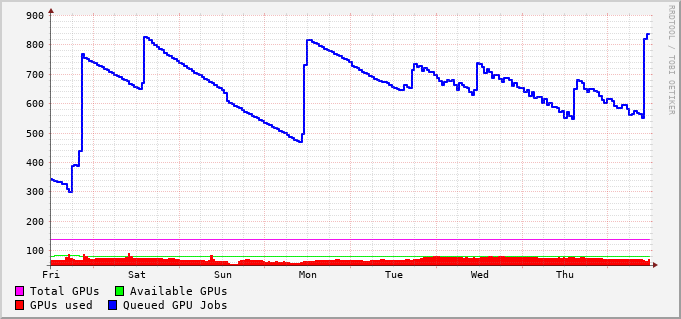 900
800
700
600
500
400
300
200
100
Fri Sat Sun Mon Tue Wed Thu
Total GPUs Available GPUs
GPUs used Queued GPU Jobs
RRDTOOL / TOBI OETIKER